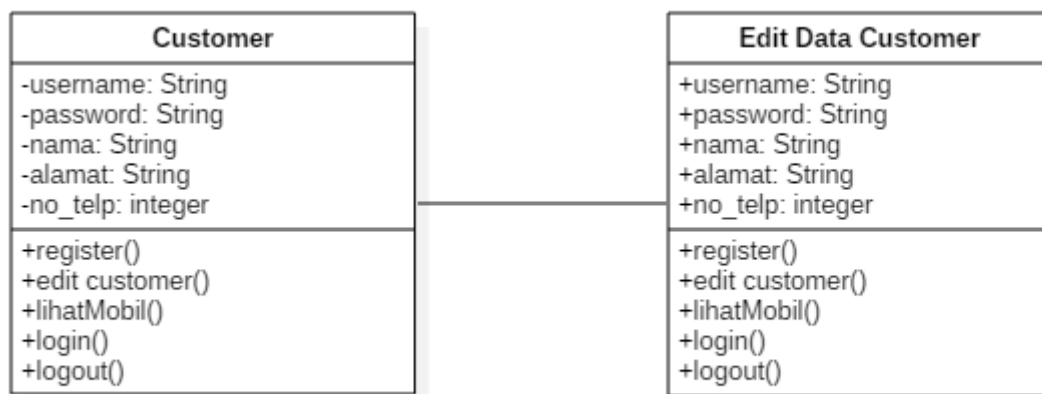 Customer
-username: String
-password: String
-nama: String
-alamat: String
-no_telp: integer
+register()
+edit customer()
+lihatMobil()
+login()
+logout()
Edit Data Customer
+username: String
+password: String
+nama: String
+alamat: String
+no_telp: integer
+register()
+edit customer()
+lihatMobil()
+login()
+logout()